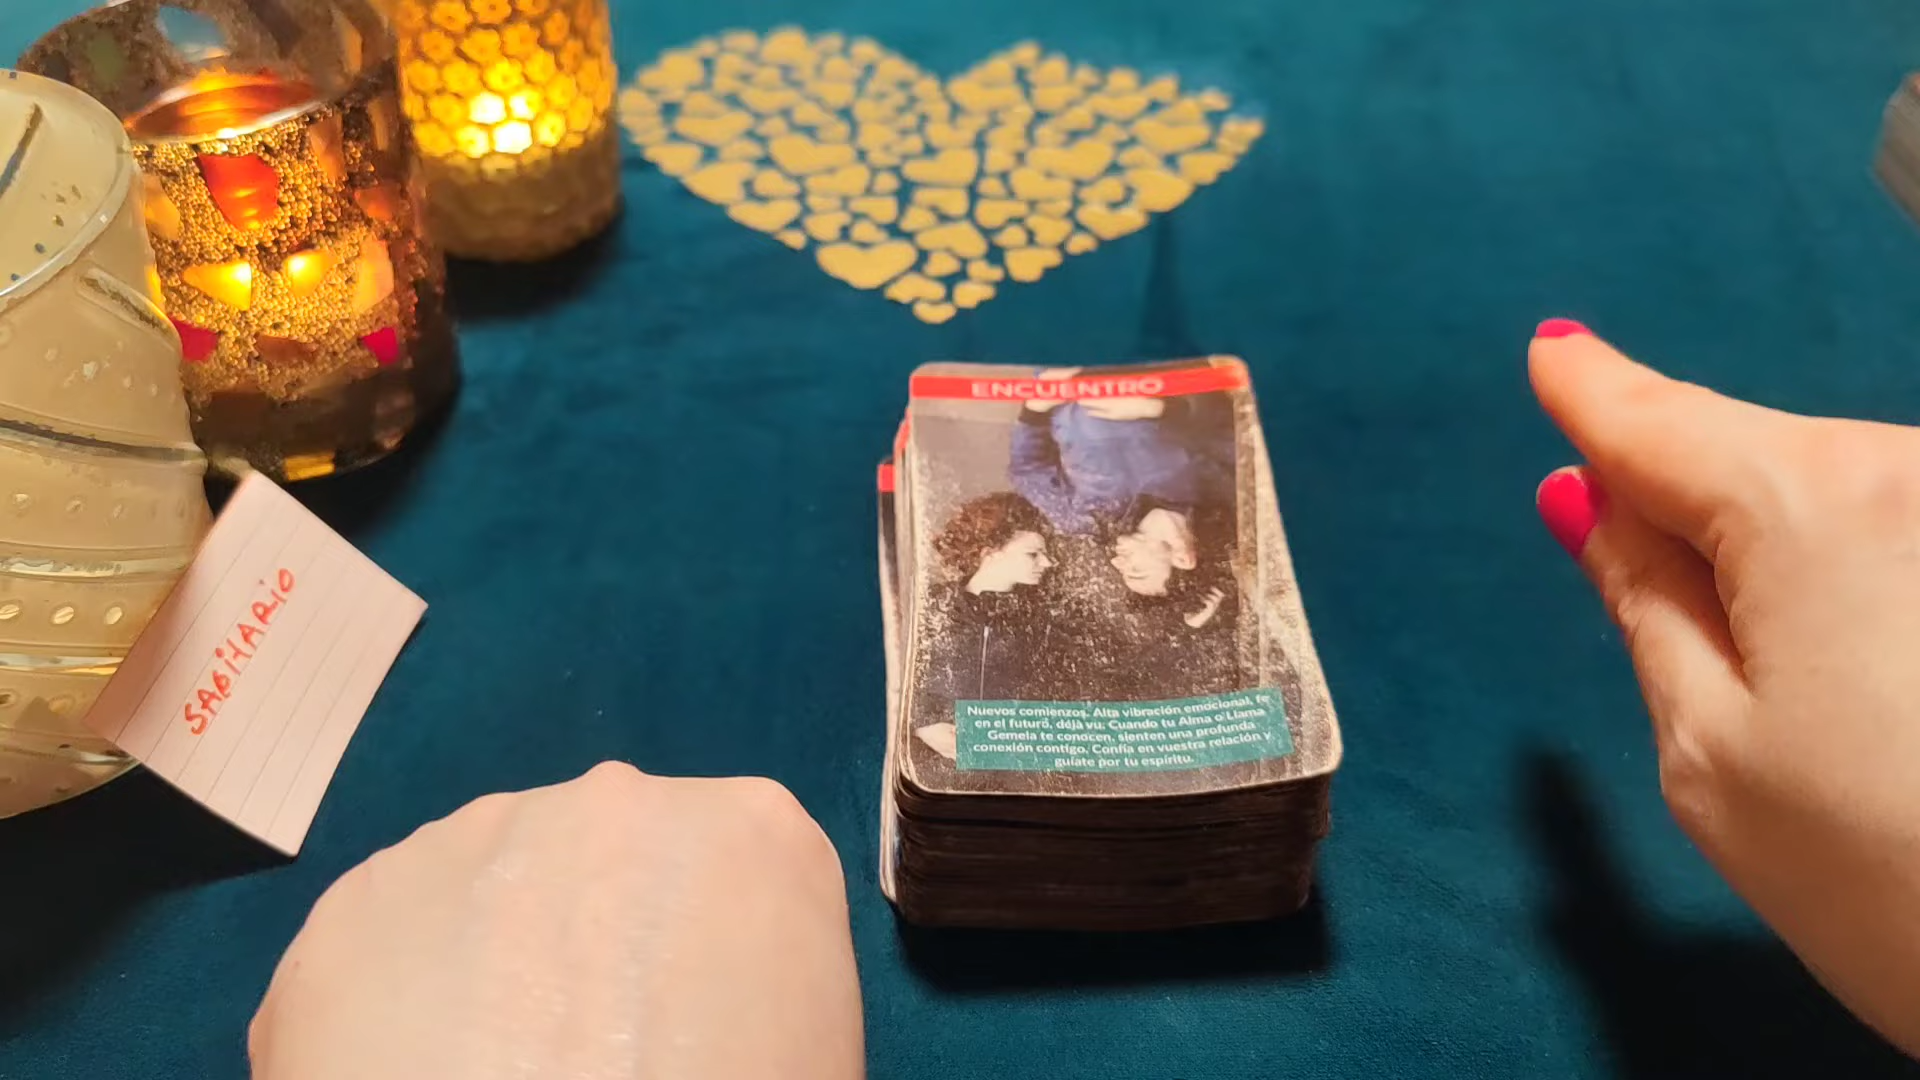 ENCUENTRO
SAGITARIO
Nuevos comienzos. Alta vibración emocional, fe
en el futuro, déjà vu. Cuando tu Alma o Llama
Gemela te conocen, sienten una profunda
conexión contigo. Confía en vuestra relación y
guíate por tu espíritu.